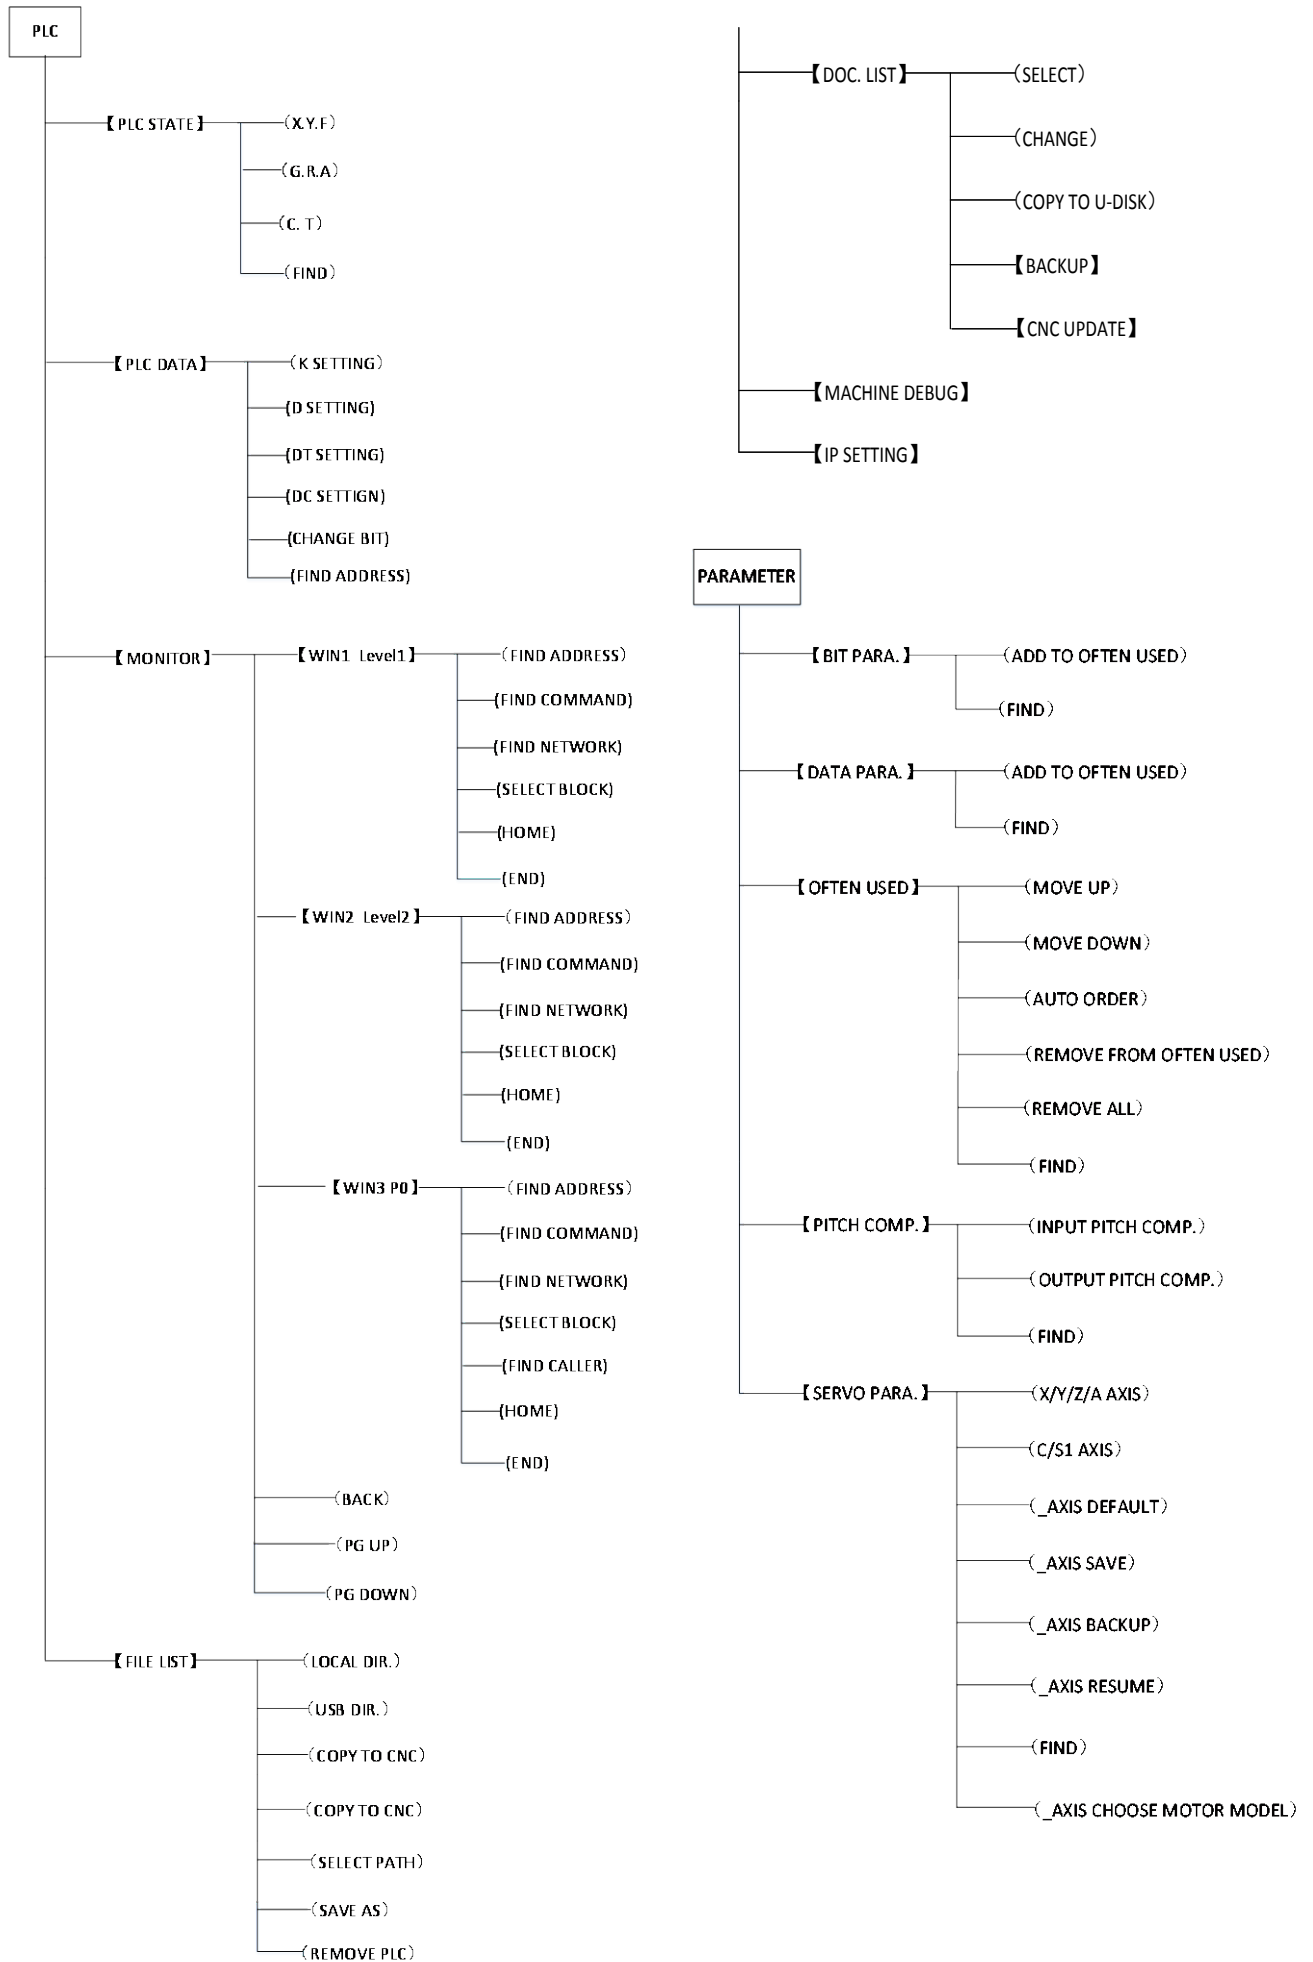 PLC
【PLC STATE】
(X.Y.F)
(G.R.A)
(C. T)
(FIND)
【PLC DATA】
(K SETTING)
(D SETTING)
(DT SETTING)
(DC SETTIGN)
(CHANGE BIT)
(FIND ADDRESS)
【MONITOR】
【WIN1 Level1】
(FIND ADDRESS)
(FIND COMMAND)
(FIND NETWORK)
(SELECT BLOCK)
(HOME)
(END)
【WIN2 Level2】
(FIND ADDRESS)
(FIND COMMAND)
(FIND NETWORK)
(SELECT BLOCK)
(HOME)
(END)
【WIN3 P0】
(FIND ADDRESS)
(FIND COMMAND)
(FIND NETWORK)
(SELECT BLOCK)
(FIND CALLER)
(HOME)
(END)
(BACK)
(PG UP)
(PG DOWN)
【FILE LIST】
(LOCAL DIR.)
(USB DIR.)
(COPY TO CNC)
(COPY TO CNC)
(SELECT PATH)
(SAVE AS)
(REMOVE PLC)
【DOC. LIST】
(SELECT)
(CHANGE)
(COPY TO U-DISK)
【BACKUP】
【CNC UPDATE】
【MACHINE DEBUG】
【IP SETTING】
PARAMETER
【BIT PARA.】
(ADD TO OFTEN USED)
(FIND)
【DATA PARA.】
(ADD TO OFTEN USED)
(FIND)
【OFTEN USED】
(MOVE UP)
(MOVE DOWN)
(AUTO ORDER)
(REMOVE FROM OFTEN USED)
(REMOVE ALL)
(FIND)
【PITCH COMP.】
(INPUT PITCH COMP.)
(OUTPUT PITCH COMP.)
(FIND)
【SERVO PARA.】
(X/Y/Z/A AXIS)
(C/S1 AXIS)
(_AXIS DEFAULT)
(_AXIS SAVE)
(_AXIS BACKUP)
(_AXIS RESUME)
(FIND)
(_AXIS CHOOSE MOTOR MODEL)